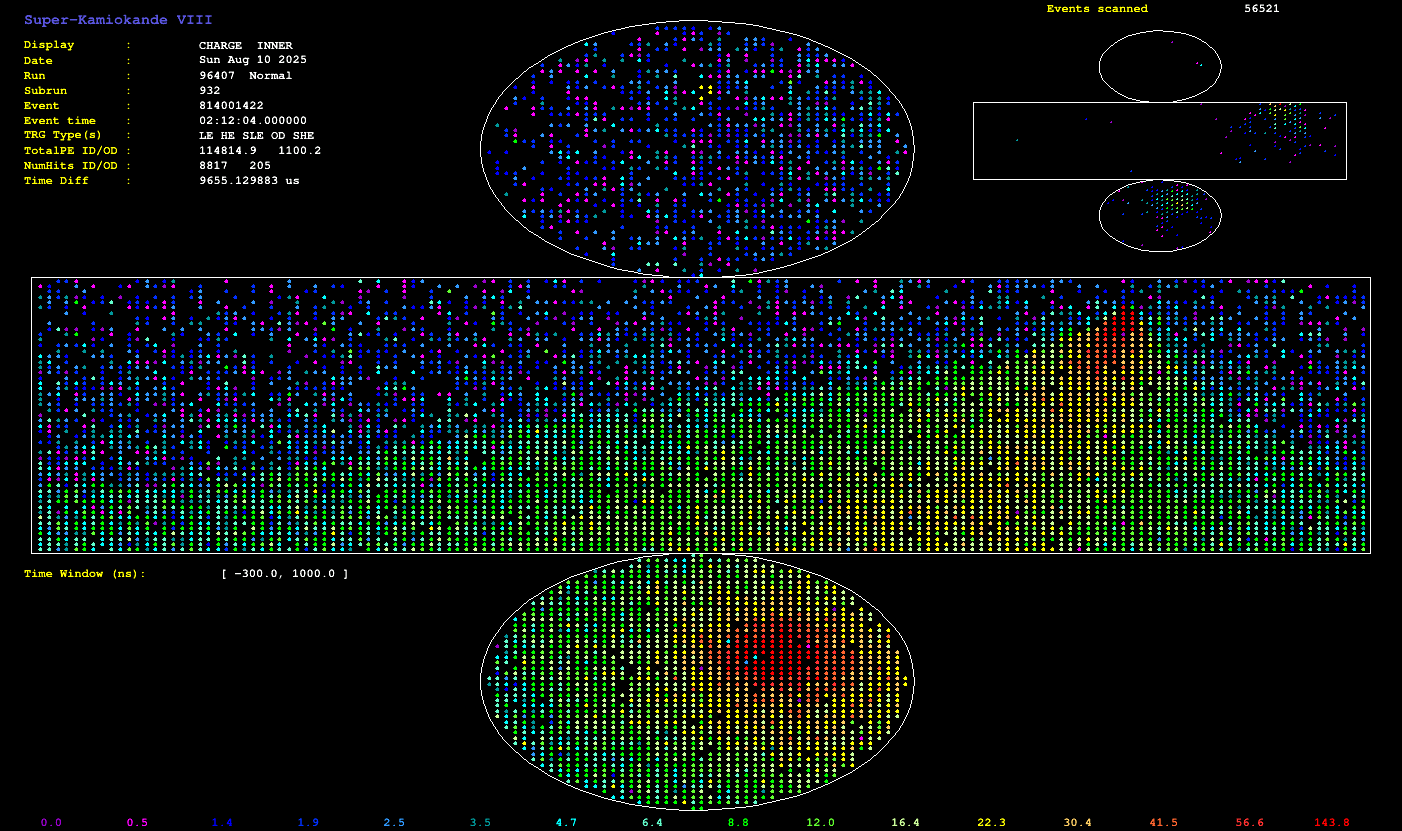 Super-Kamiokande VIII
Display : CHARGE INNER
Date : Sun Aug 10 2025
Run : 96407 Normal
Subrun : 932
Event : 814001422
Event time : 02:12:04.000000
TRG Type(s) : LE HE SLE OD SHE
TotalPE ID/OD : 114814.9 1100.2
NumHits ID/OD : 8817 205
Time Diff : 9655.129883 us
Events scanned 56521
Time Window (ns): [ -300.0, 1000.0 ]
0.0 0.5 1.4 1.9 2.5 3.5 4.7 6.4 8.8 12.0 16.4 22.3 30.4 41.5 56.6 143.8